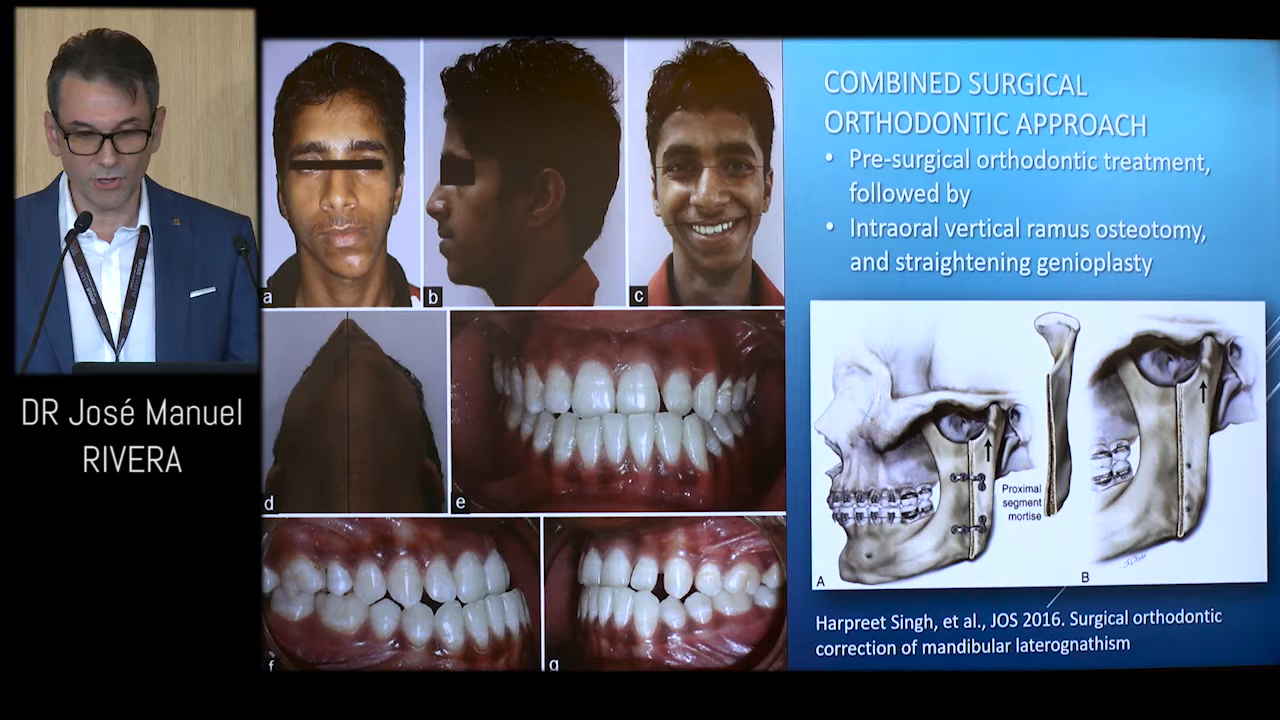 DR José Manuel
RIVERA
a
b
c
d
e
f
g
COMBINED SURGICAL
ORTHODONTIC APPROACH
• Pre-surgical orthodontic treatment,
followed by
• Intraoral vertical ramus osteotomy,
and straightening genioplasty
Proximal
segment
mortise
A
B
Harpreet Singh, et al., JOS 2016. Surgical orthodontic
correction of mandibular laterognathism